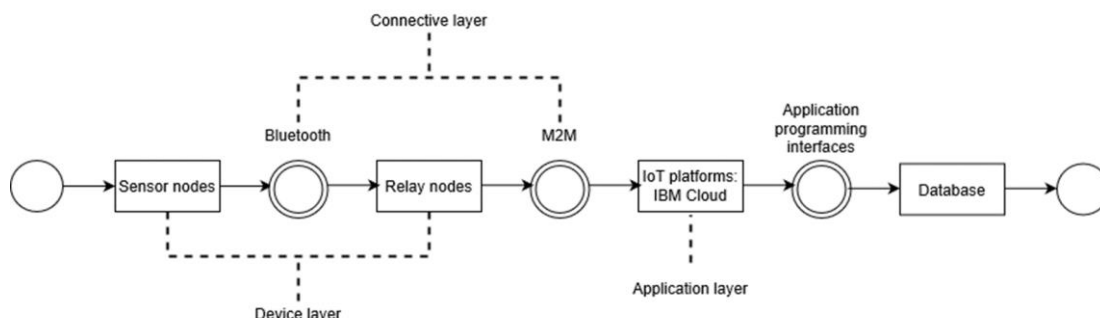 Connective layer
Bluetooth
M2M
Application
programming
interfaces
Sensor nodes
Relay nodes
IoT platforms:
IBM Cloud
Database
Device layer
Application layer